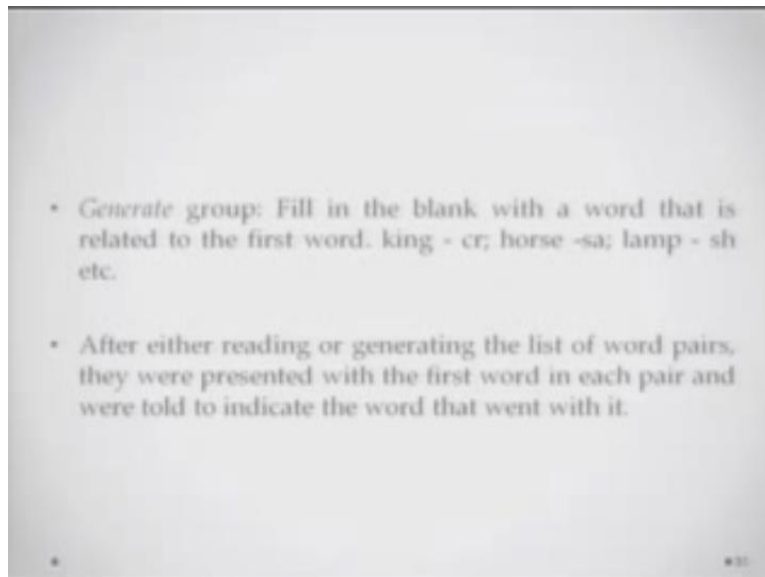 • Generate group: Fill in the blank with a word that is
related to the first word. king - cr; horse -sa; lamp - sh
etc.
• After either reading or generating the list of word pairs,
they were presented with the first word in each pair and
were told to indicate the word that went with it.